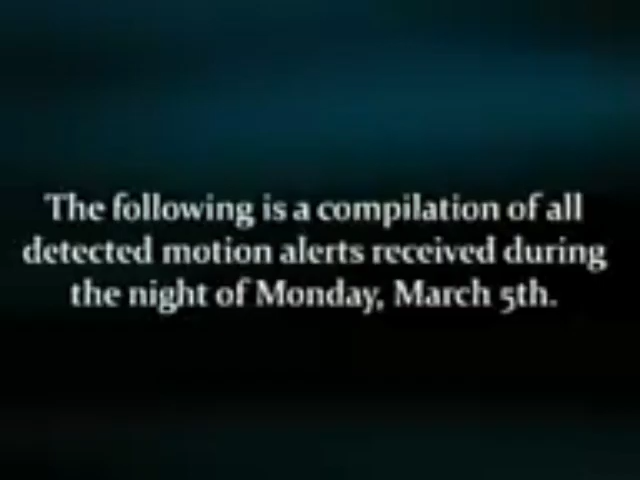 The following is a compilation of all
detected motion alerts received during
the night of Monday, March 5th.